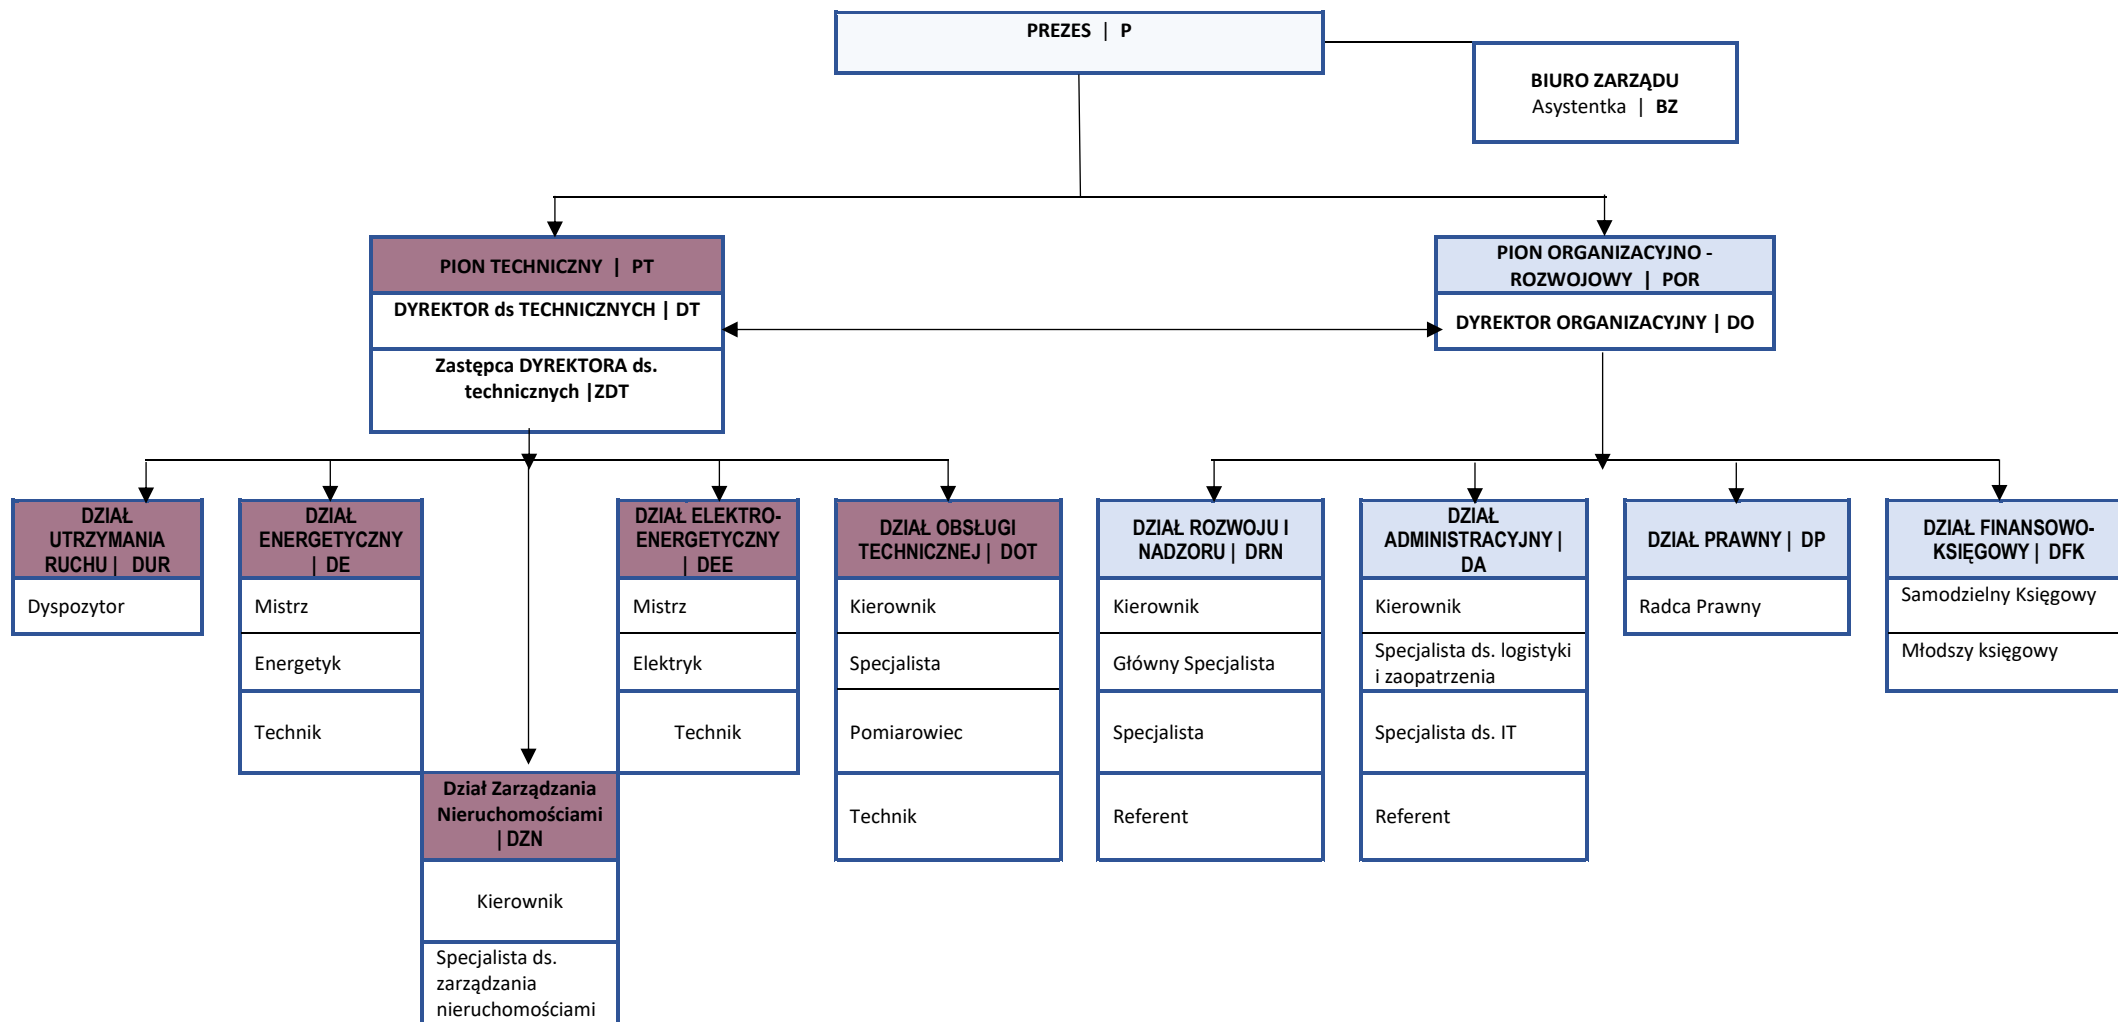 PREZES | P
BIURO ZARZĄDU
Asystentka | BZ
PION TECHNICZNY | PT
DYREKTOR ds TECHNICZNYCH | DT
Zastępca DYREKTORA ds.
technicznych |ZDT
PION ORGANIZACYJNO -
ROZWOJOWY | POR
DYREKTOR ORGANIZACYJNY | DO
DZIAŁ
UTRZYMANIA
RUCHU | DUR
Dyspozytor
DZIAŁ
ENERGETYCZNY
| DE
Mistrz
Energetyk
Technik
Dział Zarządzania
Nieruchomościami
| DZN
Kierownik
Specjalista ds.
zarządzania
nieruchomościami
DZIAŁ ELEKTRO-
ENERGETYCZNY
| DEE
Mistrz
Elektryk
Technik
DZIAŁ OBSŁUGI
TECHNICZNEJ | DOT
Kierownik
Specjalista
Pomiarowiec
Technik
DZIAŁ ROZWOJU I
NADZORU | DRN
Kierownik
Główny Specjalista
Specjalista
Referent
DZIAŁ
ADMINISTRACYJNY |
DA
Kierownik
Specjalista ds. logistyki
i zaopatrzenia
Specjalista ds. IT
Referent
DZIAŁ PRAWNY | DP
Radca Prawny
DZIAŁ FINANSOWO-
KSIĘGOWY | DFK
Samodzielny Księgowy
Młodszy księgowy